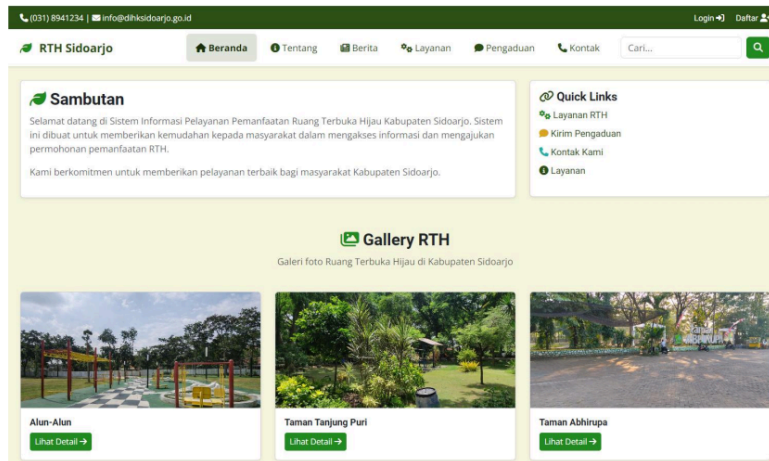 (031) 8941234 | info@dihksidoarjo.go.id
Login Daftar
RTH Sidoarjo
Beranda Tentang Berita Layanan Pengaduan Kontak Cari...
Sambutan
Selamat datang di Sistem Informasi Pelayanan Pemanfaatan Ruang Terbuka Hijau Kabupaten Sidoarjo. Sistem
ini dibuat untuk memberikan kemudahan kepada masyarakat dalam mengakses informasi dan mengajukan
permohonan pemanfaatan RTH.
Kami berkomitmen untuk memberikan pelayanan terbaik bagi masyarakat Kabupaten Sidoarjo.
Quick Links
Layanan RTH
Kirim Pengaduan
Kontak Kami
Layanan
Gallery RTH
Galeri foto Ruang Terbuka Hijau di Kabupaten Sidoarjo
Alun-Alun
Lihat Detail
Taman Tanjung Puri
Lihat Detail
Taman Abhirupa
Lihat Detail